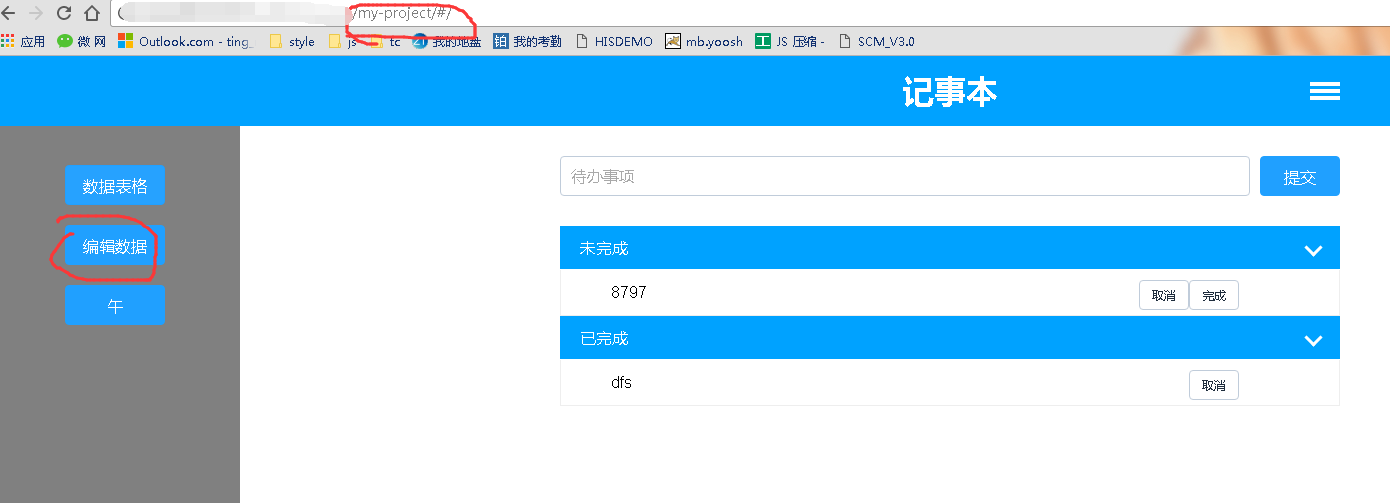 /my-project/#/
应用 微 网 Outlook.com - ting_ style js tc 我的地盘 我的考勤 HISDEMO mb.yoosh JS 压缩 - SCM_V3.0
记事本
数据表格
编辑数据
午
待办事项 提交
未完成
8797 取消 完成
已完成
dfs 取消